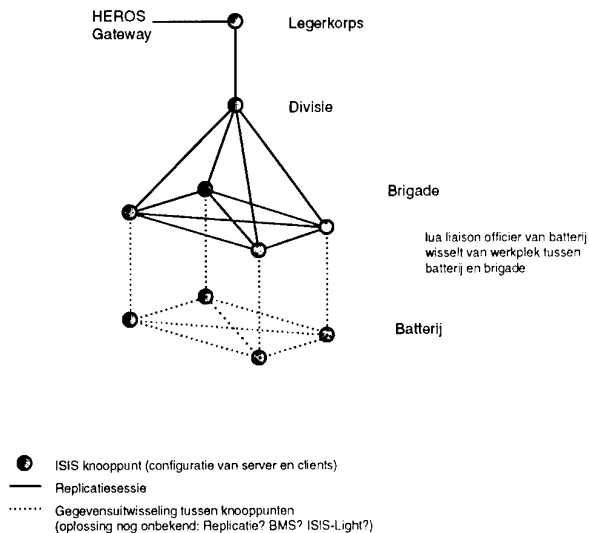 HEROS
Gateway
Legerkorps
Divisie
Brigade
lua liaison officier van batterij
wisselt van werkplek tussen
batterij en brigade
Batterij
ISIS knooppunt (configuratie van server en clients)
Replicatiesessie
Gegevensuitwisseling tussen knooppunten
(oplossing nog onbekend: Replicatie? BMS? ISIS-Light?)